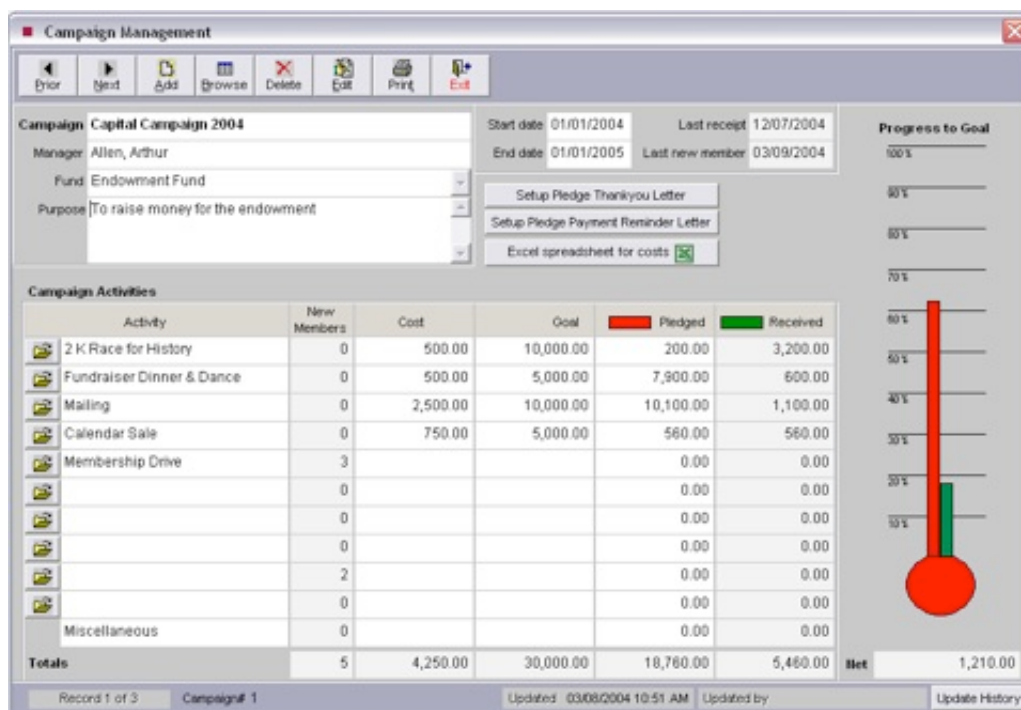 Campaign Management
Prior Next Add Browse Delete Edit Print Exit
Campaign Capital Campaign 2004 Start date 01/01/2004 Last receipt 12/07/2004 Progress to Goal
Manager Allen, Arthur End date 01/01/2005 Last new member 03/09/2004 100%
Fund Endowment Fund
Setup Pledge Thankyou Letter 90%
Purpose To raise money for the endowment
Setup Pledge Payment Reminder Letter 80%
Excel spreadsheet for costs
70%
Campaign Activities
Activity New Members Cost Goal Pledged Received 60%
2 K Race for History 0 500.00 10,000.00 200.00 3,200.00
50%
Fundraiser Dinner & Dance 0 500.00 5,000.00 7,900.00 600.00
Mailing 0 2,500.00 10,000.00 10,100.00 1,100.00 40%
Calendar Sale 0 750.00 5,000.00 560.00 560.00 30%
Membership Drive 3 0.00 0.00
0 0.00 0.00 20%
0 0.00 0.00 10%
0 0.00 0.00
2 0.00 0.00
0 0.00 0.00
Miscellaneous 0 0.00 0.00
Totals 5 4,250.00 30,000.00 18,760.00 5,460.00 Net 1,210.00
Record 1 of 3 Campaign# 1 Updated 03/08/2004 10:51 AM Updated by Update History